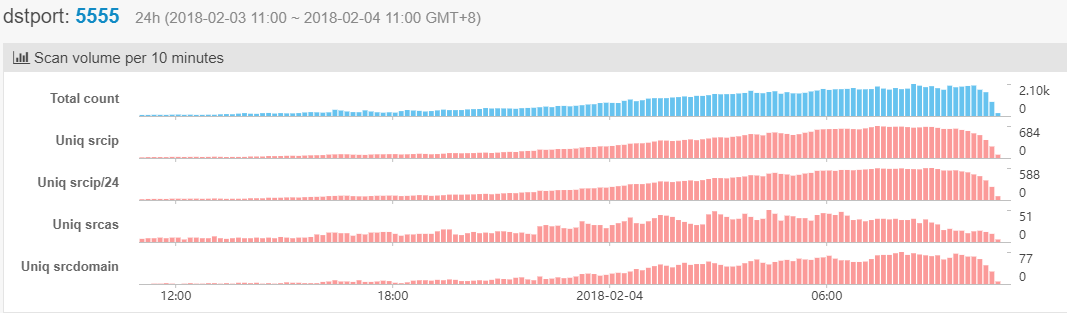 dstport: 5555 24h (2018-02-03 11:00 ~ 2018-02-04 11:00 GMT+8)
Scan volume per 10 minutes
Total count 2.10k
0
Uniq srcip 684
0
Uniq srcip/24 588
0
Uniq srcas 51
0
Uniq srcdomain 77
0
12:00 18:00 2018-02-04 06:00